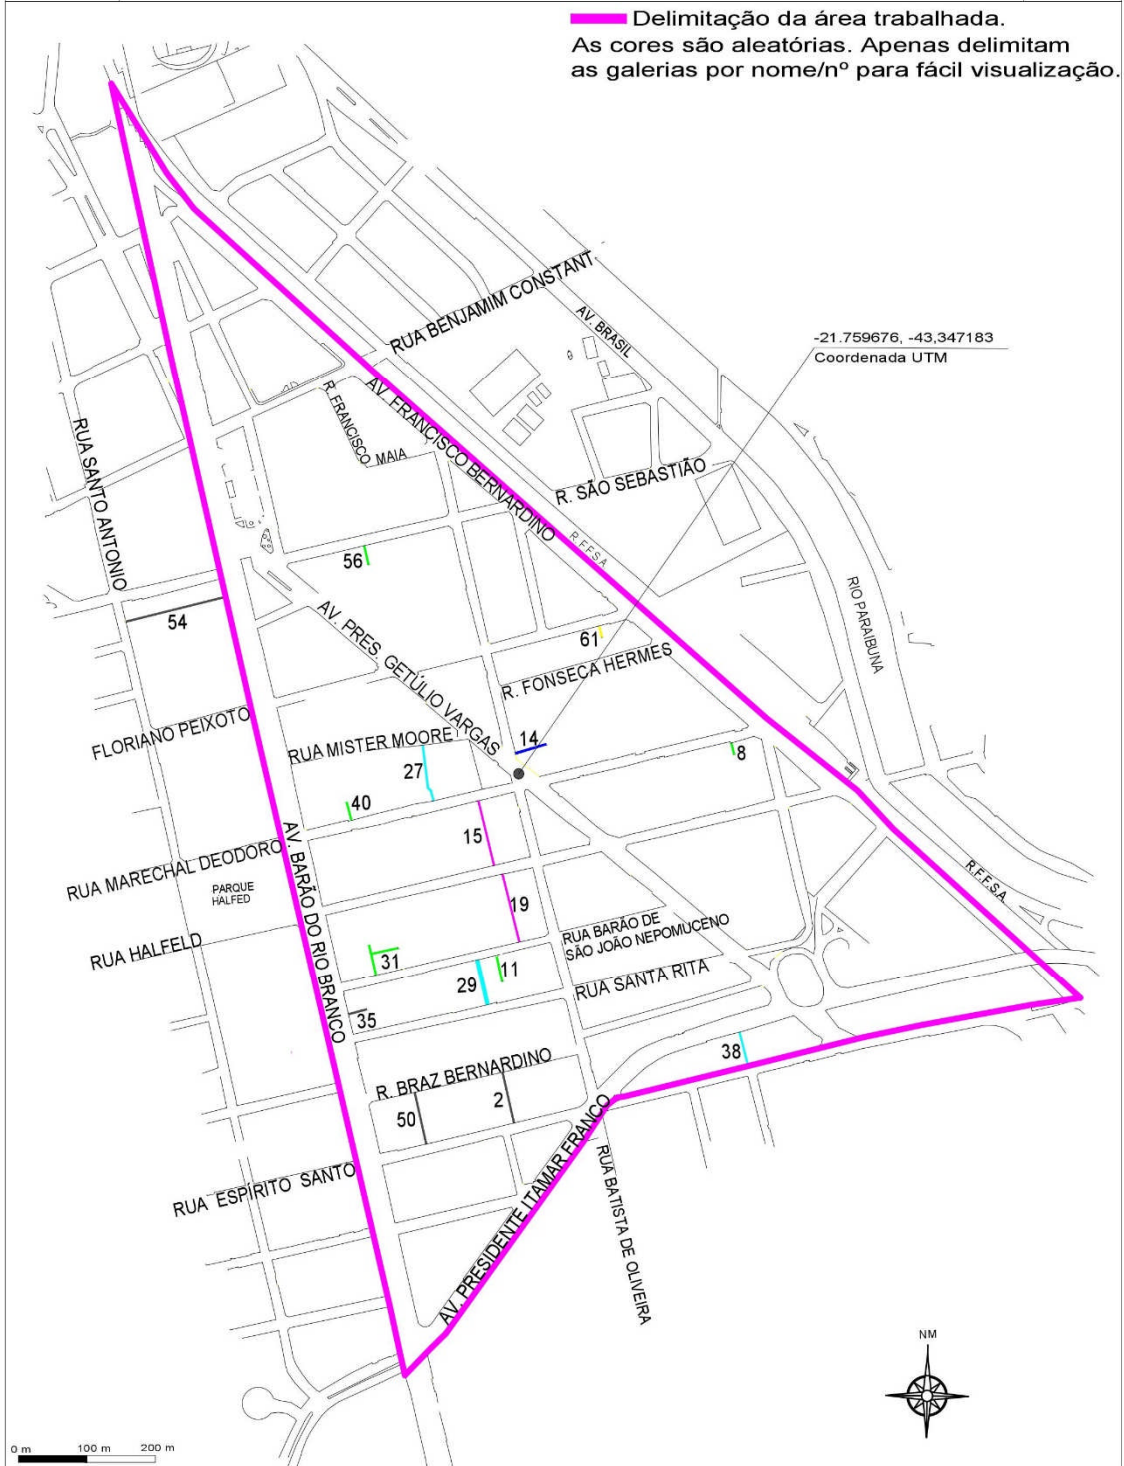 Delimitação da área trabalhada.
As cores são aleatórias. Apenas delimitam
as galerias por nome/nº para fácil visualização.
RUA BENJAMIM CONSTANT
AV. BRASIL
-21.759676, -43,347183
Coordenada UTM
R. FRANCISCO MAIA
AV. FRANCISCO BERNARDINO
RUA SANTO ANTONIO
R. SÃO SEBASTIÃO
R.F.F.S.A
56
RIO PARAIBUNA
54
AV. PRES. GETÚLIO VARGAS
61
R. FONSECA HERMES
FLORIANO PEIXOTO
RUA MISTER MOORE
14
8
27
40
15
AV. BARÃO DO RIO BRANCO
RUA MARECHAL DEODORO
PARQUE
HALFED
R.F.F.S.A
19
RUA BARÃO DE
SÃO JOÃO NEPOMUCENO
RUA HALFELD
31
11
29
RUA SANTA RITA
35
38
R. BRAZ BERNARDINO
2
50
AV. PRESIDENTE ITAMAR FRANCO
RUA ESPÍRITO SANTO
RUA BATISTA DE OLIVEIRA
NM
0 m 100 m 200 m